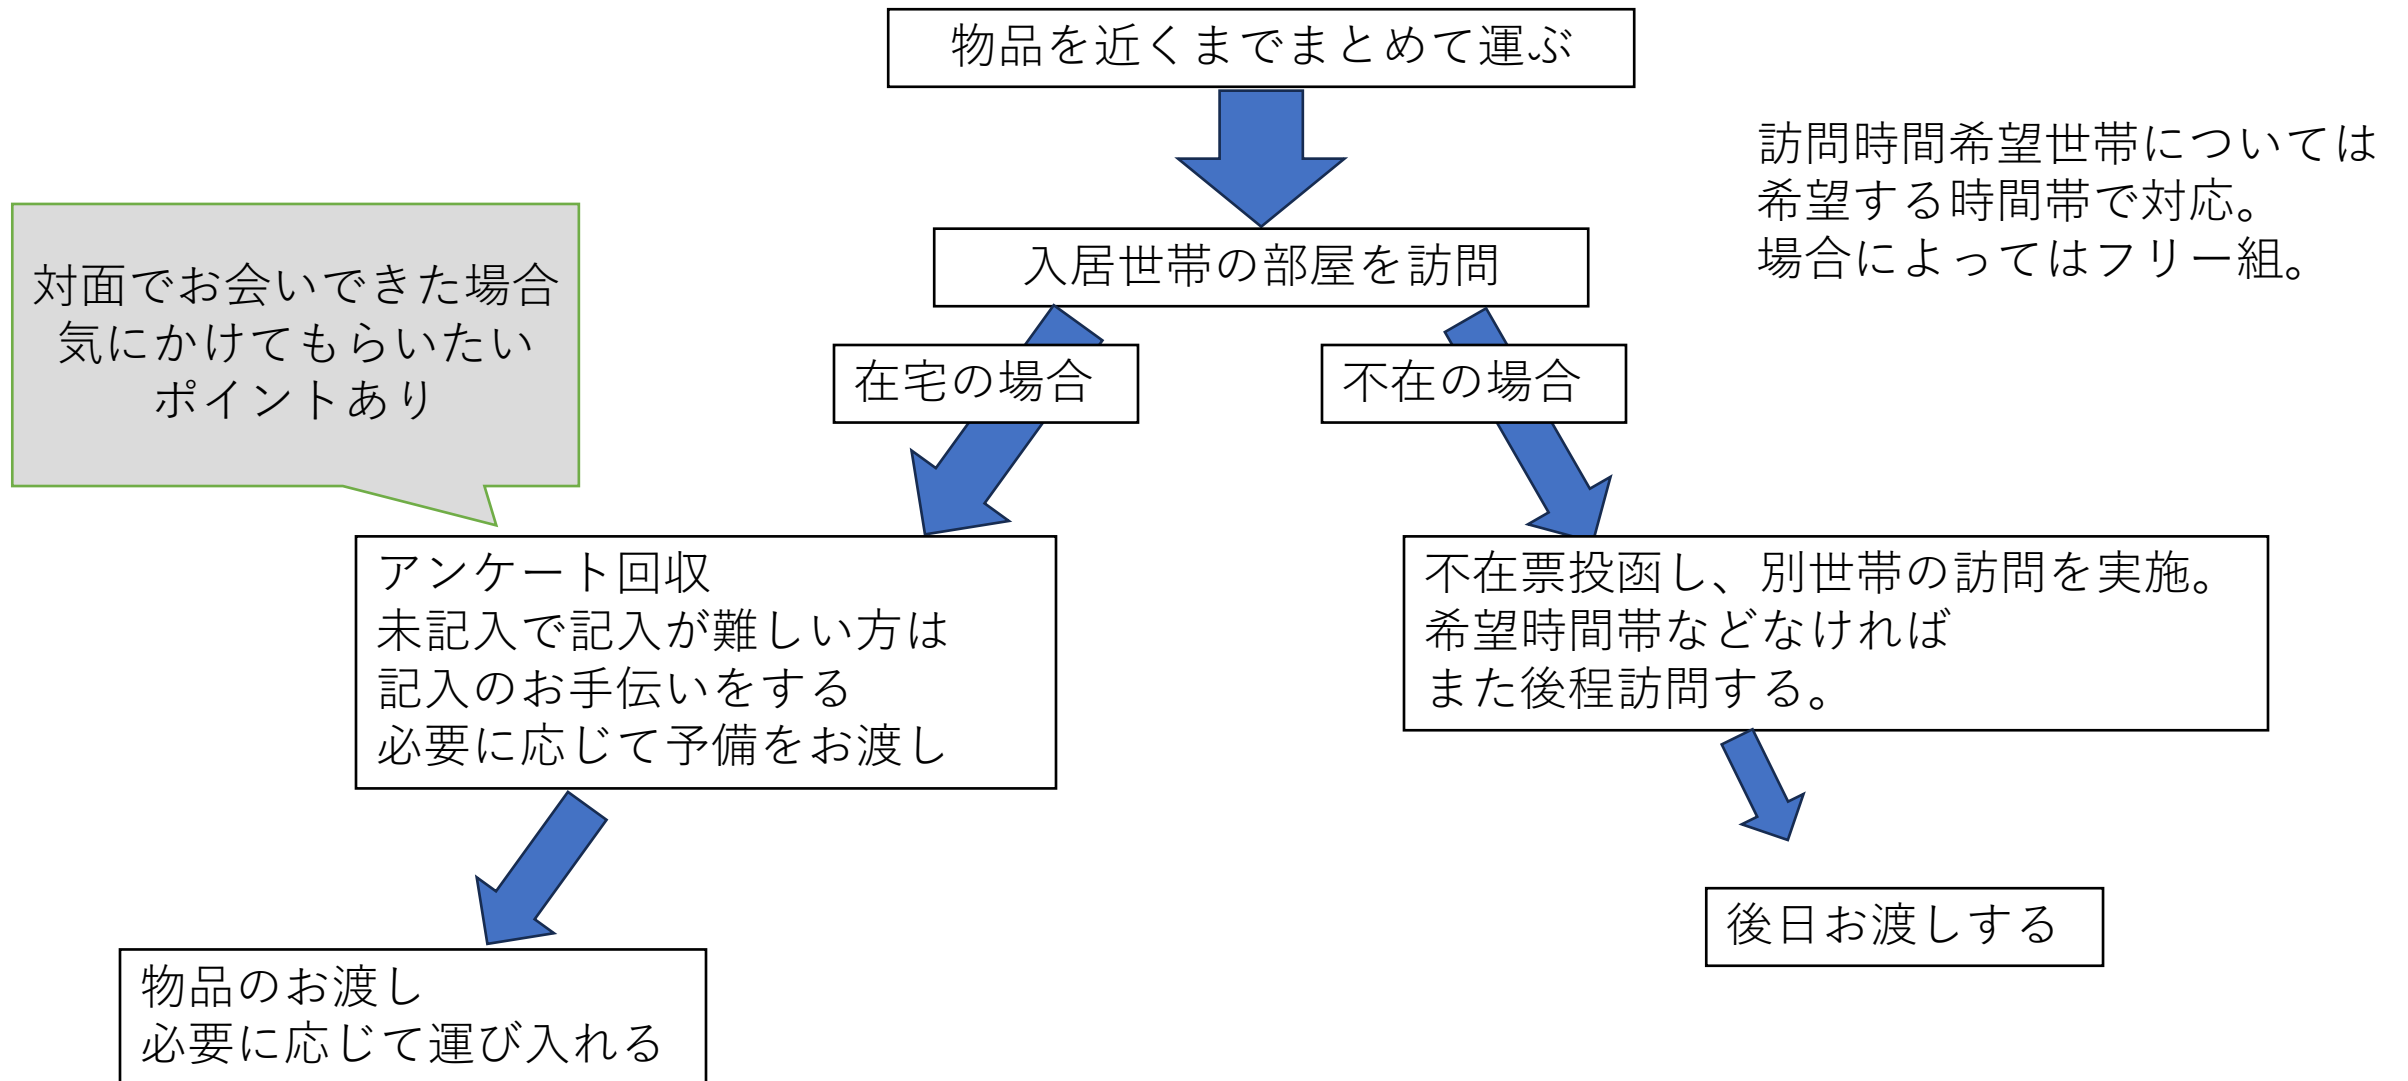 物品を近くまでまとめて運ぶ
訪問時間希望世帯については
希望する時間帯で対応。
場合によってはフリー組。
入居世帯の部屋を訪問
対面でお会いできた場合
気にかけてもらいたい
ポイントあり
在宅の場合
不在の場合
アンケート回収
未記入で記入が難しい方は
記入のお手伝いをする
必要に応じて予備をお渡し
不在票投函し、別世帯の訪問を実施。
希望時間帯などなければ
また後程訪問する。
後日お渡しする
物品のお渡し
必要に応じて運び入れる